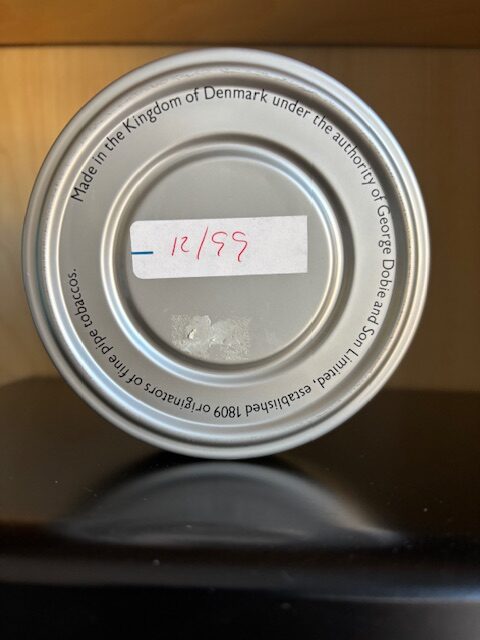 Made in the Kingdom of Denmark under the authority of George Dobie and Son Limited, established 1809 originators of fine pipe tobaccos.
12/99